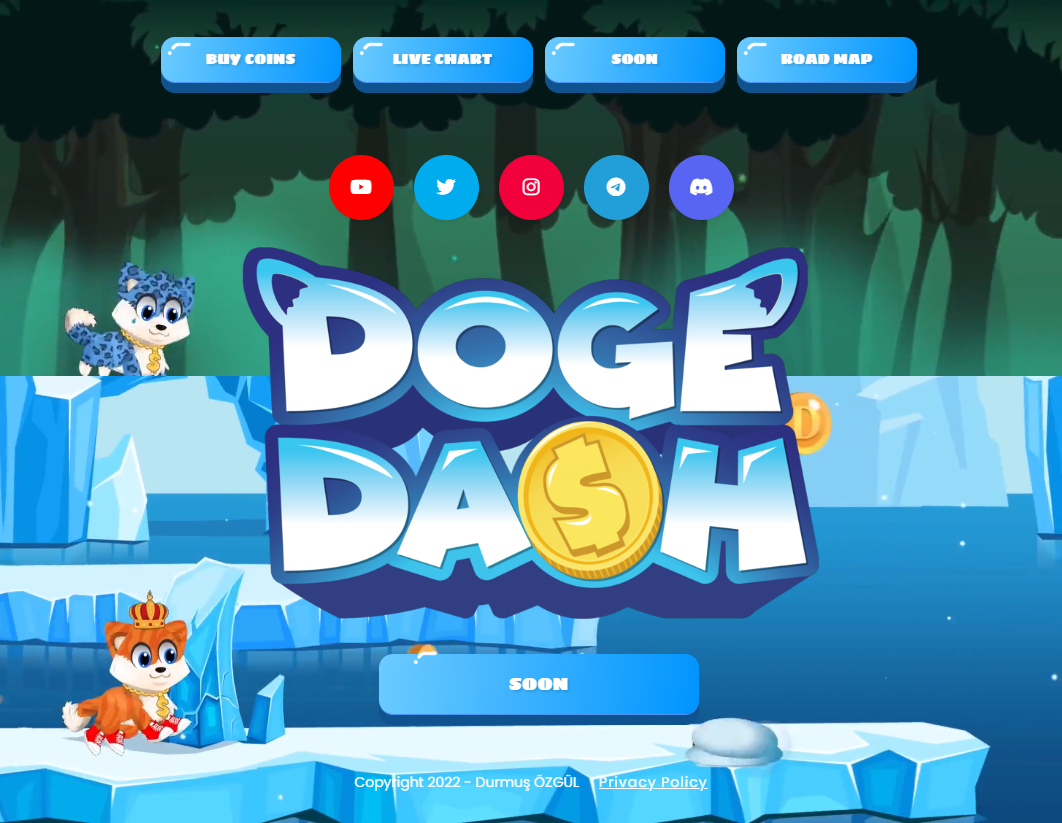 BUY COINS
LIVE CHART
SOON
ROAD MAP
DOGE
DA$H
SOON
Copyright 2022 - Durmuş ÖZGÜL
Privacy Policy